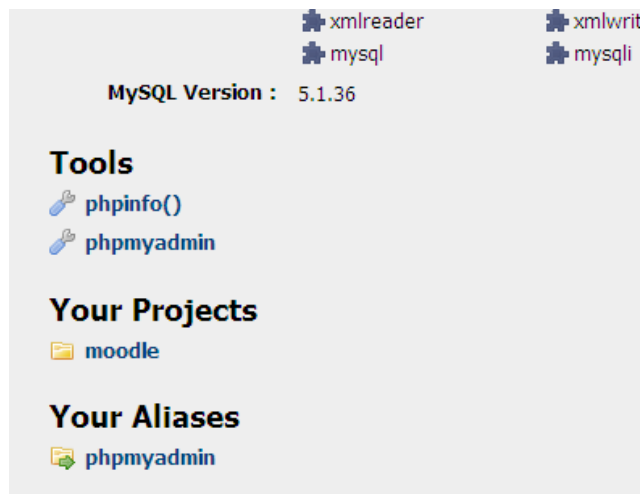 xmlreader xmlwrit
mysql mysqli
MySQL Version : 5.1.36
Tools
phpinfo()
phpmyadmin
Your Projects
moodle
Your Aliases
phpmyadmin